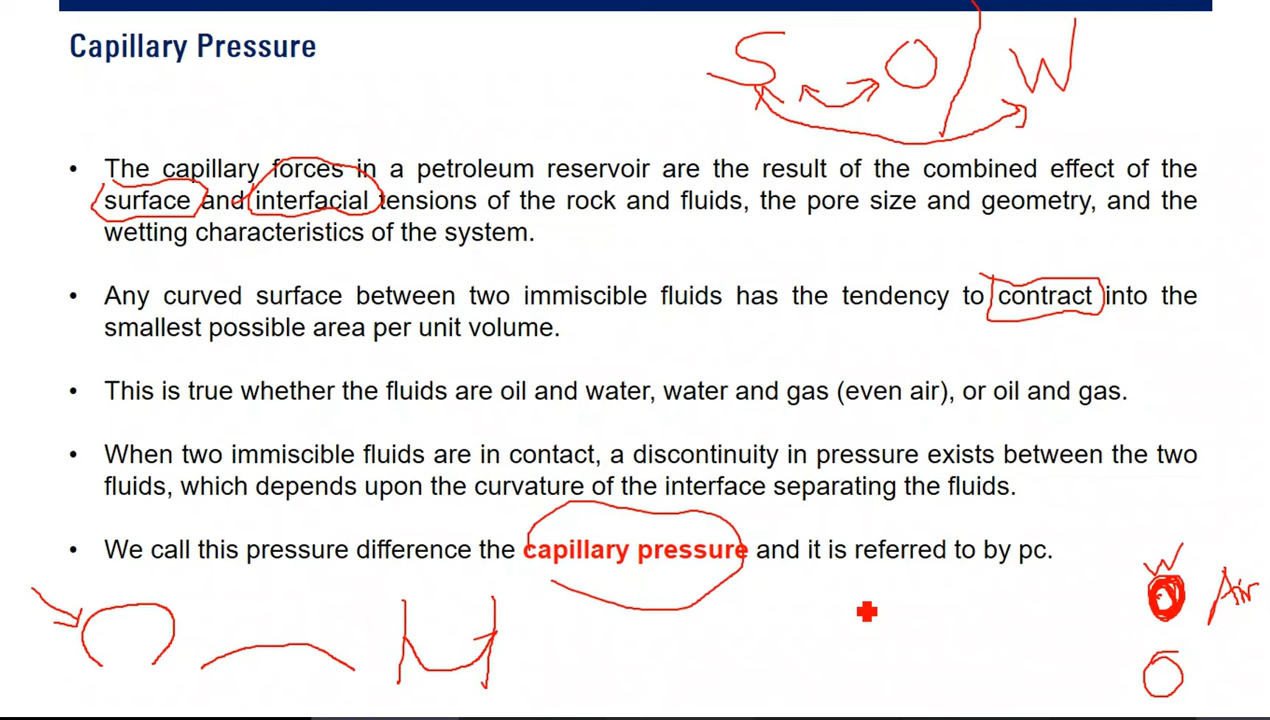 Capillary Pressure
S O / W
• The capillary forces in a petroleum reservoir are the result of the combined effect of the
surface and interfacial tensions of the rock and fluids, the pore size and geometry, and the
wetting characteristics of the system.
• Any curved surface between two immiscible fluids has the tendency to contract into the
smallest possible area per unit volume.
• This is true whether the fluids are oil and water, water and gas (even air), or oil and gas.
• When two immiscible fluids are in contact, a discontinuity in pressure exists between the two
fluids, which depends upon the curvature of the interface separating the fluids.
• We call this pressure difference the capillary pressure and it is referred to by pc.
W
Air